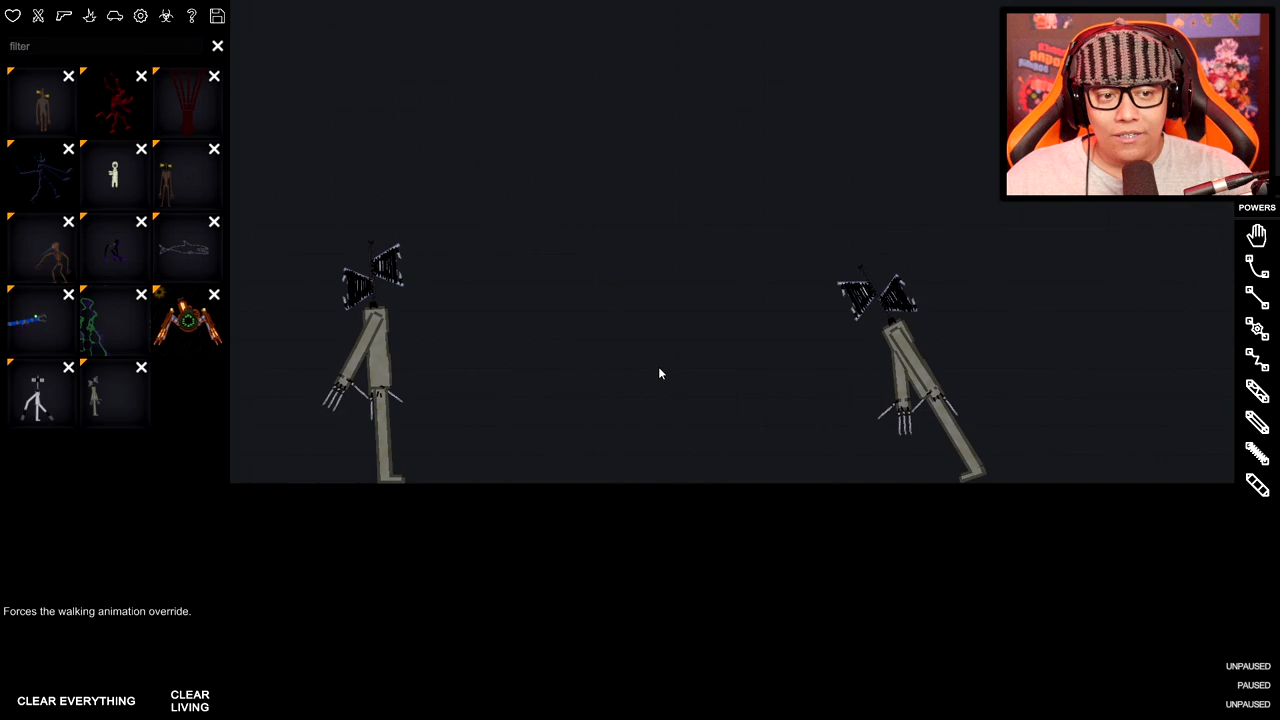 filter
POWERS
Forces the walking animation override.
UNPAUSED
PAUSED
UNPAUSED
CLEAR EVERYTHING
CLEAR
LIVING